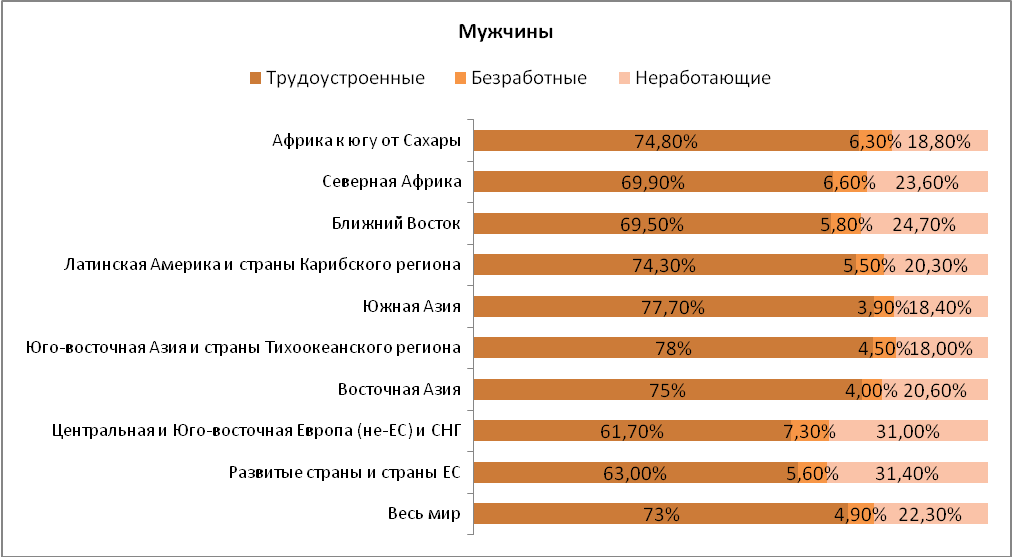 Мужчины
Трудоустроенные Безработные Неработающие
Африка к югу от Сахары 74,80% 6,30% 18,80%
Северная Африка 69,90% 6,60% 23,60%
Ближний Восток 69,50% 5,80% 24,70%
Латинская Америка и страны Карибского региона 74,30% 5,50% 20,30%
Южная Азия 77,70% 3,90% 18,40%
Юго-восточная Азия и страны Тихоокеанского региона 78% 4,50% 18,00%
Восточная Азия 75% 4,00% 20,60%
Центральная и Юго-восточная Европа (не-ЕС) и СНГ 61,70% 7,30% 31,00%
Развитые страны и страны ЕС 63,00% 5,60% 31,40%
Весь мир 73% 4,90% 22,30%